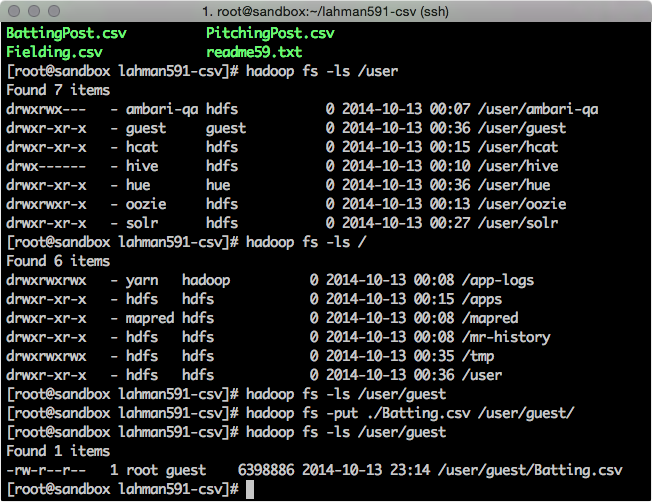 1. root@sandbox:~/lahman591-csv (ssh)
BattingPost.csv          PitchingPost.csv
Fielding.csv             readme59.txt
[root@sandbox lahman591-csv]# hadoop fs -ls /user
Found 7 items
drwxrwx---   - ambari-qa hdfs            0 2014-10-13 00:07 /user/ambari-qa
drwxr-xr-x   - guest     guest           0 2014-10-13 00:36 /user/guest
drwxr-xr-x   - hcat      hdfs            0 2014-10-13 00:15 /user/hcat
drwx------   - hive      hdfs            0 2014-10-13 00:10 /user/hive
drwxr-xr-x   - hue       hue             0 2014-10-13 00:36 /user/hue
drwxrwxr-x   - oozie     hdfs            0 2014-10-13 00:13 /user/oozie
drwxr-xr-x   - solr      hdfs            0 2014-10-13 00:27 /user/solr
[root@sandbox lahman591-csv]# hadoop fs -ls /
Found 6 items
drwxrwxrwx   - yarn   hadoop          0 2014-10-13 00:08 /app-logs
drwxr-xr-x   - hdfs   hdfs            0 2014-10-13 00:15 /apps
drwxr-xr-x   - mapred hdfs            0 2014-10-13 00:08 /mapred
drwxr-xr-x   - hdfs   hdfs            0 2014-10-13 00:08 /mr-history
drwxrwxrwx   - hdfs   hdfs            0 2014-10-13 00:35 /tmp
drwxr-xr-x   - hdfs   hdfs            0 2014-10-13 00:36 /user
[root@sandbox lahman591-csv]# hadoop fs -ls /user/guest
[root@sandbox lahman591-csv]# hadoop fs -put ./Batting.csv /user/guest/
[root@sandbox lahman591-csv]# hadoop fs -ls /user/guest
Found 1 items
-rw-r--r--   1 root guest    6398886 2014-10-13 23:14 /user/guest/Batting.csv
[root@sandbox lahman591-csv]#